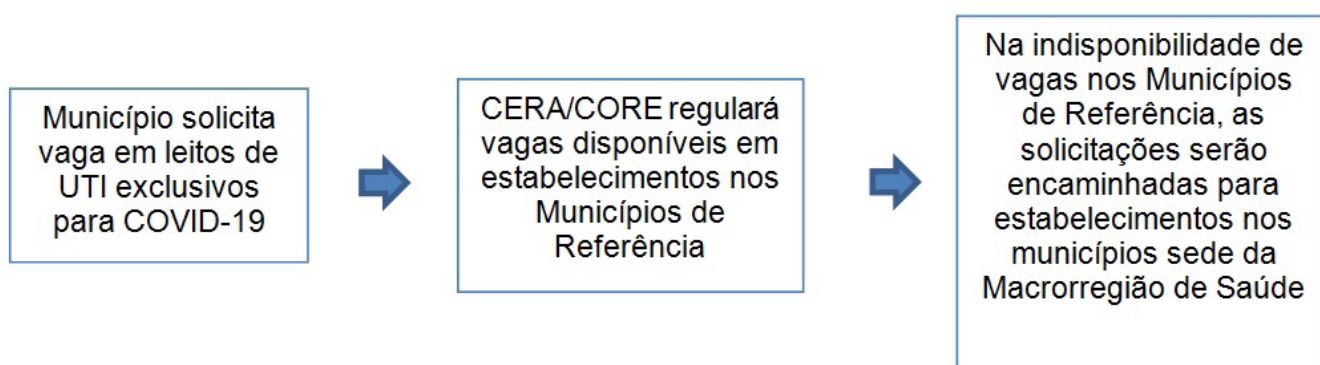 Município solicita
vaga em leitos de
UTI exclusivos
para COVID-19
CERA/CORE regulará
vagas disponíveis em
estabelecimentos nos
Municípios de
Referência
Na indisponibilidade de
vagas nos Municípios
de Referência, as
solicitações serão
encaminhadas para
estabelecimentos nos
municípios sede da
Macrorregião de Saúde